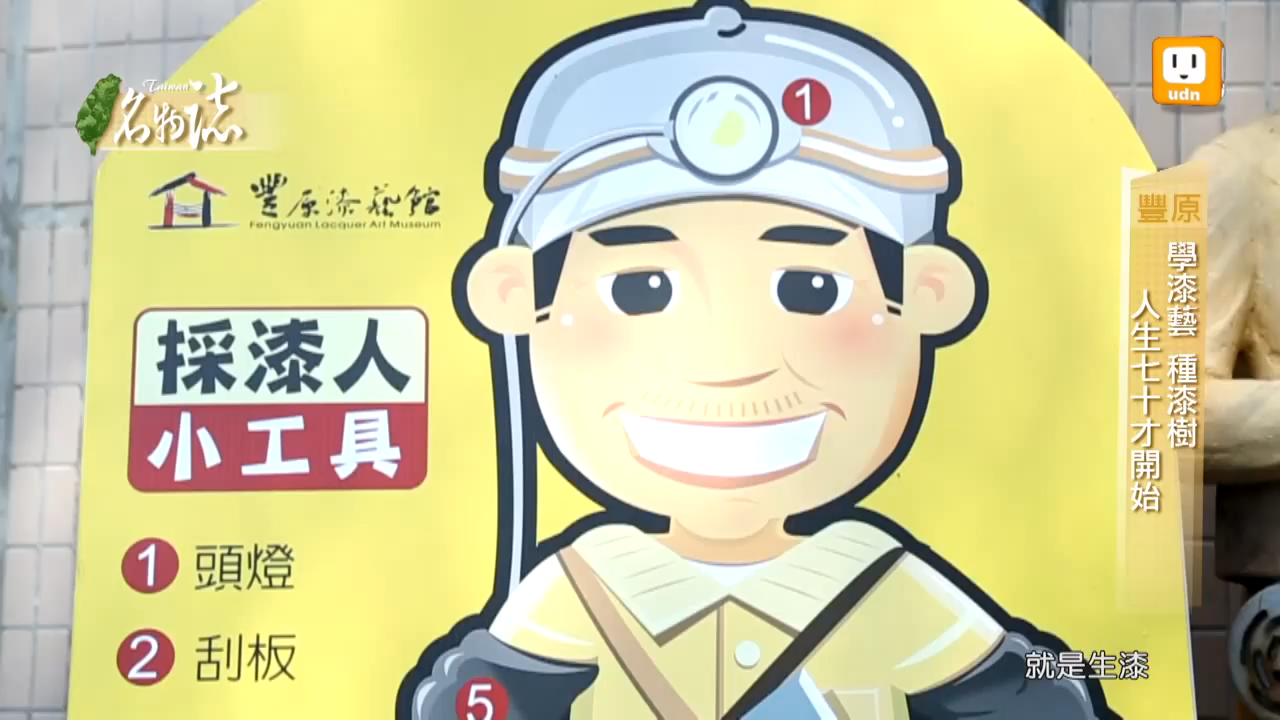 Taiwan
名物誌
udn
1
豐原漆藝館
Fengyuan Lacquer Art Museum
豐原
學漆藝 種漆樹
人生七十才開始
採漆人
小工具
1 頭燈
2 刮板
5
就是生漆